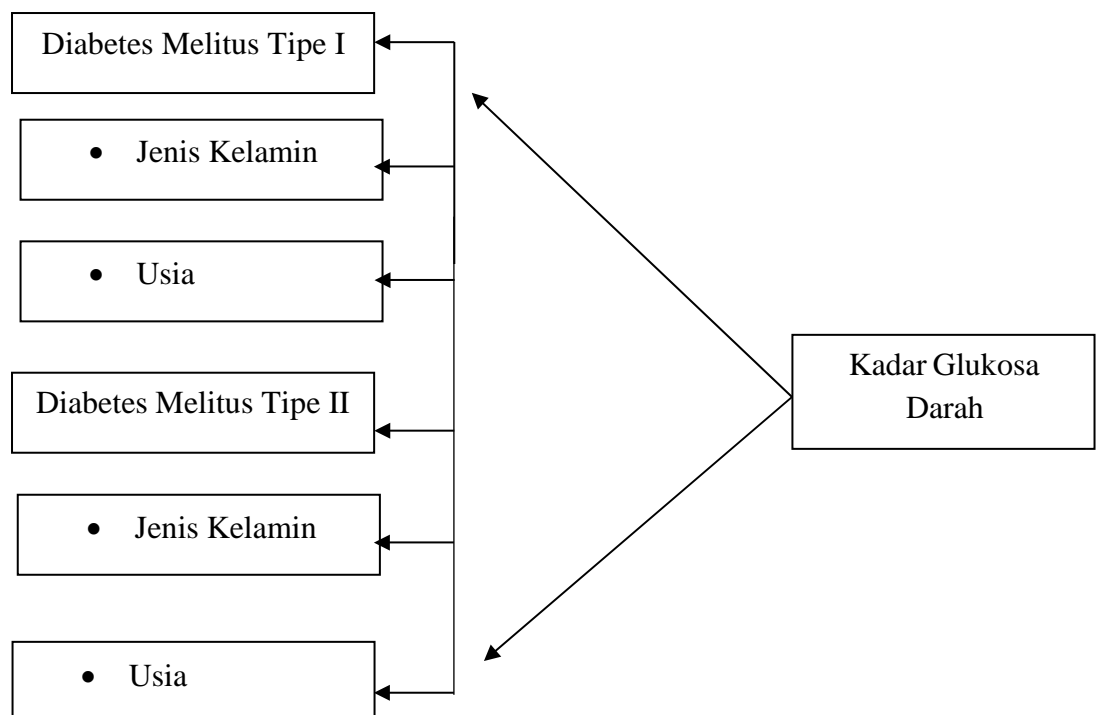 Diabetes Melitus Tipe I
• Jenis Kelamin
• Usia
Diabetes Melitus Tipe II
• Jenis Kelamin
• Usia
Kadar Glukosa
Darah